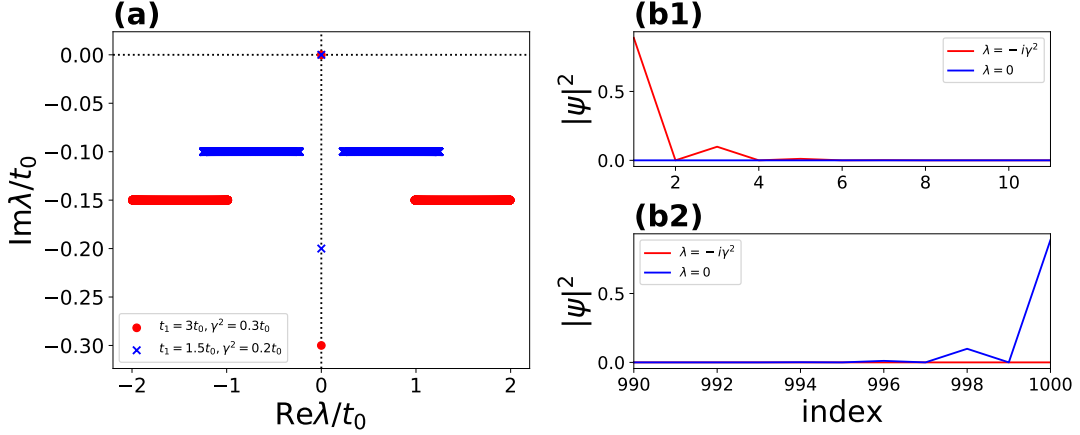 (a)
Imλ/t₀
0.00
−0.05
−0.10
−0.15
−0.20
−0.25
−0.30
t₁ = 3t₀, γ² = 0.3t₀
t₁ = 1.5t₀, γ² = 0.2t₀
−2 −1 0 1 2
Reλ/t₀
(b1)
|ψ|²
0.5
0.0
λ = −iγ²
λ = 0
2 4 6 8 10
(b2)
|ψ|²
0.5
0.0
λ = −iγ²
λ = 0
990 992 994 996 998 1000
index